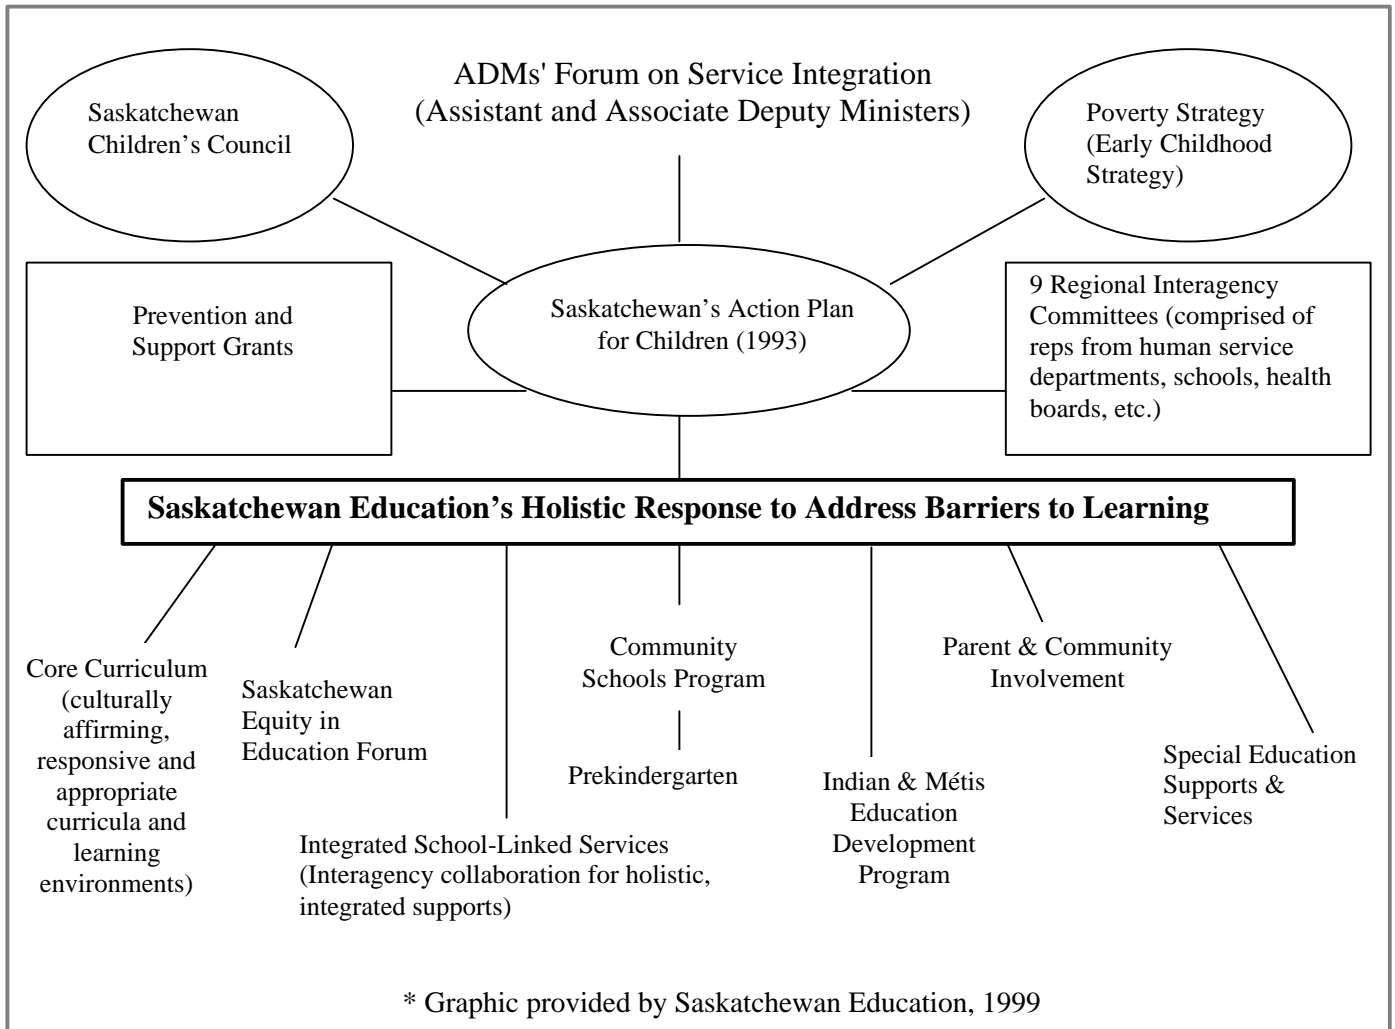 ADMs' Forum on Service Integration
(Assistant and Associate Deputy Ministers)
Saskatchewan
Children’s Council
Poverty Strategy
(Early Childhood
Strategy)
Prevention and
Support Grants
Saskatchewan’s Action Plan
for Children (1993)
9 Regional Interagency
Committees (comprised of
reps from human service
departments, schools, health
boards, etc.)
Saskatchewan Education’s Holistic Response to Address Barriers to Learning
Core Curriculum
(culturally
affirming,
responsive and
appropriate
curricula and
learning
environments)
Saskatchewan
Equity in
Education Forum
Integrated School-Linked Services
(Interagency collaboration for holistic,
integrated supports)
Community
Schools Program
Prekindergarten
Indian & Métis
Education
Development
Program
Parent & Community
Involvement
Special Education
Supports &
Services
* Graphic provided by Saskatchewan Education, 1999